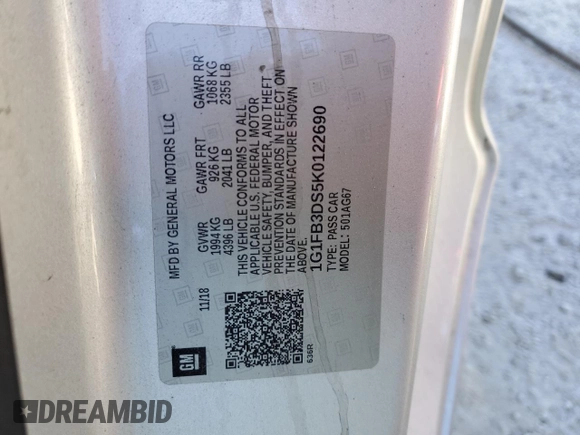 MFD BY GENERAL MOTORS LLC
11/18 GVWR GAWR FRT GAWR RR
1994 KG 926 KG 1068 KG
4396 LB 2041 LB 2355 LB
THIS VEHICLE CONFORMS TO ALL
APPLICABLE U.S. FEDERAL MOTOR
VEHICLE SAFETY, BUMPER, AND THEFT
PREVENTION STANDARDS IN EFFECT ON
THE DATE OF MANUFACTURE SHOWN
ABOVE.
1G1FB3DS5K0122690
TYPE: PASS CAR
MODEL: 501AG67
636R
GM
DREAMBID